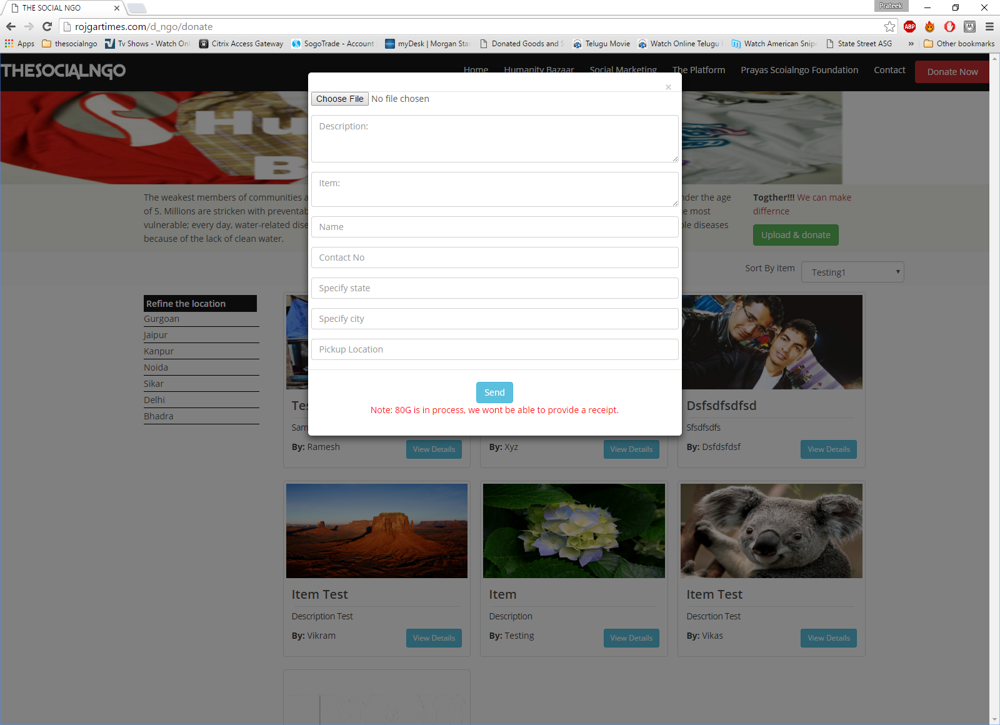 THE SOCIAL NGO
Prateek
rojgartimes.com/d_ngo/donate
ABP
Apps thesocialngo Tv Shows - Watch Onl Citrix Access Gateway SogoTrade - Account myDesk | Morgan Sta Donated Goods and S Telugu Movie Watch Online Telugu Watch American Snipe State Street ASG » Other bookmarks
THESOCIALNGO
Home Humanity Bazaar Social Marketing The Platform Prayas Scoialngo Foundation Contact Donate Now
×
Choose File No file chosen
Hu
B
Description:
Item:
Name
Contact No
Specify state
Specify city
Pickup Location
Send
Note: 80G is in process, we wont be able to provide a receipt.
The weakest members of communities a nder the age
of 5. Millions are stricken with preventab e most
vulnerable; every day, water-related dise le diseases
because of the lack of clean water.
Togther!!! We can make
differnce
Upload & donate
Sort By item Testing1
Refine the location
Gurgoan
Jaipur
Kanpur
Noida
Sikar
Delhi
Bhadra
Tes
Sam
By: Ramesh View Details
By: Xyz View Details
Dsfsdfsdfsd
Sfsdfsdfs
By: Dsfdsfdsf View Details
Item Test
Description Test
By: Vikram View Details
Item
Description
By: Testing View Details
Item Test
Descrtion Test
By: Vikas View Details